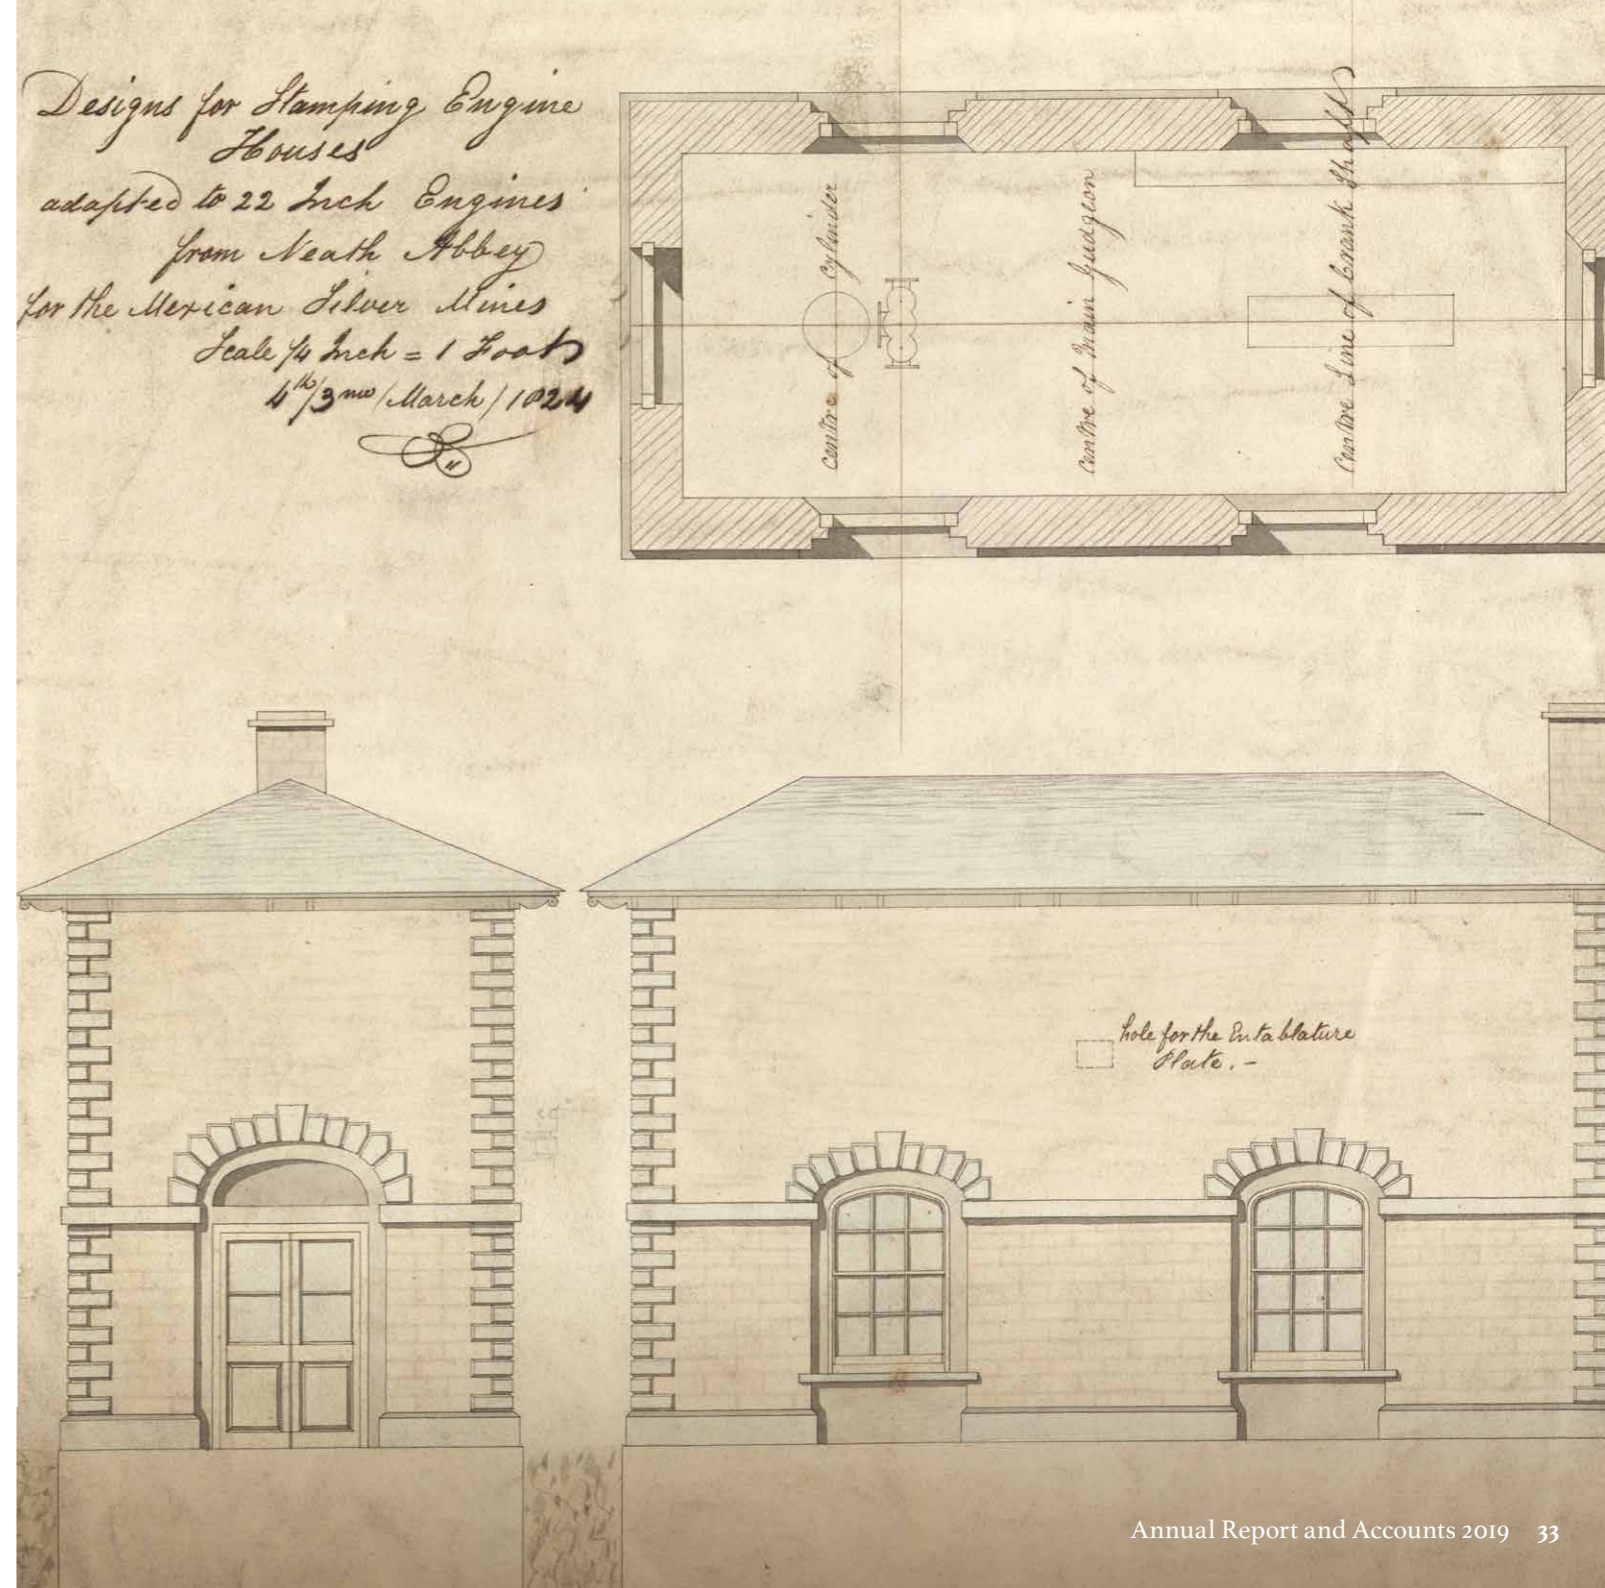 Designs for Stamping Engine
Houses
adapted to 22 Inch Engines
from Neath Abbey
for the Mexican Silver Mines
Scale 1/4 Inch = 1 Foot
4th/3mo/March/1824
centre of cylinder
Centre of Main Gudgeon
Centre Line of Crank Shaft
hole for the Entablature
Plate. -
Annual Report and Accounts 2019 33